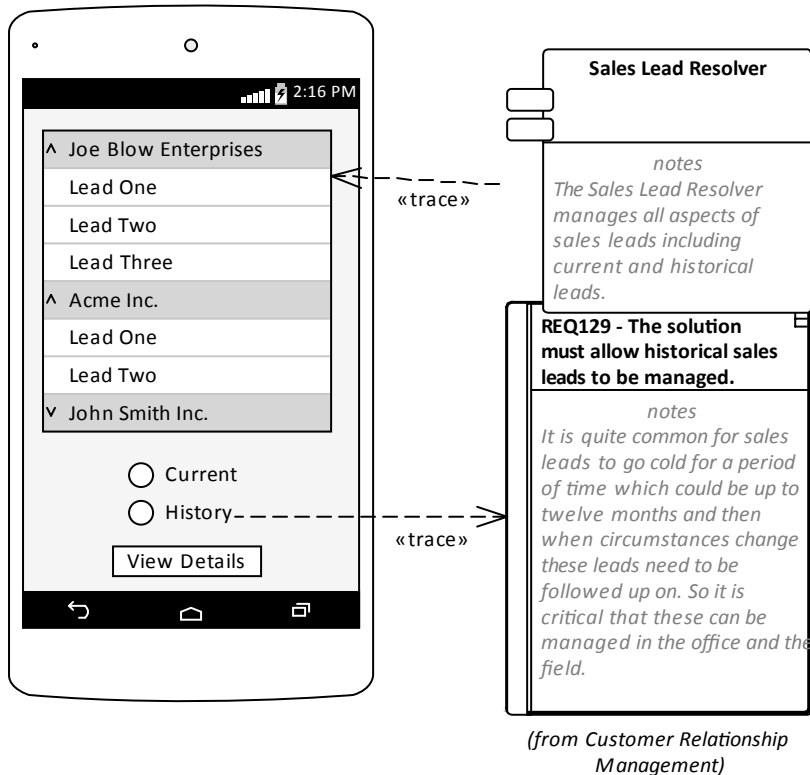 2:16 PM
^ Joe Blow Enterprises
Lead One
Lead Two
Lead Three
^ Acme Inc.
Lead One
Lead Two
v John Smith Inc.
Current
History
View Details
«trace»
«trace»
Sales Lead Resolver
notes
The Sales Lead Resolver
manages all aspects of
sales leads including
current and historical
leads.
REQ129 - The solution
must allow historical sales
leads to be managed.
notes
It is quite common for sales
leads to go cold for a period
of time which could be up to
twelve months and then
when circumstances change
these leads need to be
followed up on. So it is
critical that these can be
managed in the office and the
field.
(from Customer Relationship
Management)